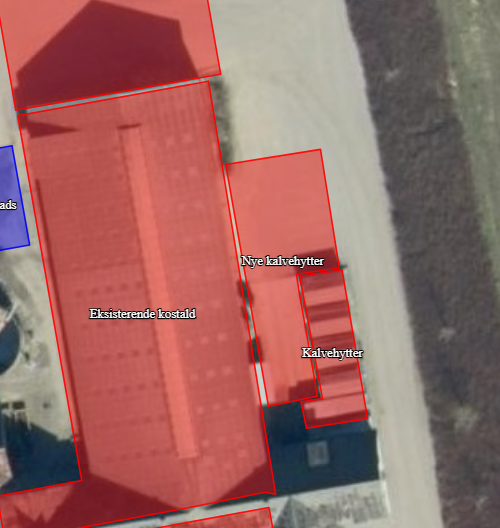 ads
Nye kalvehytter
Eksisterende kostald
Kalvehytter